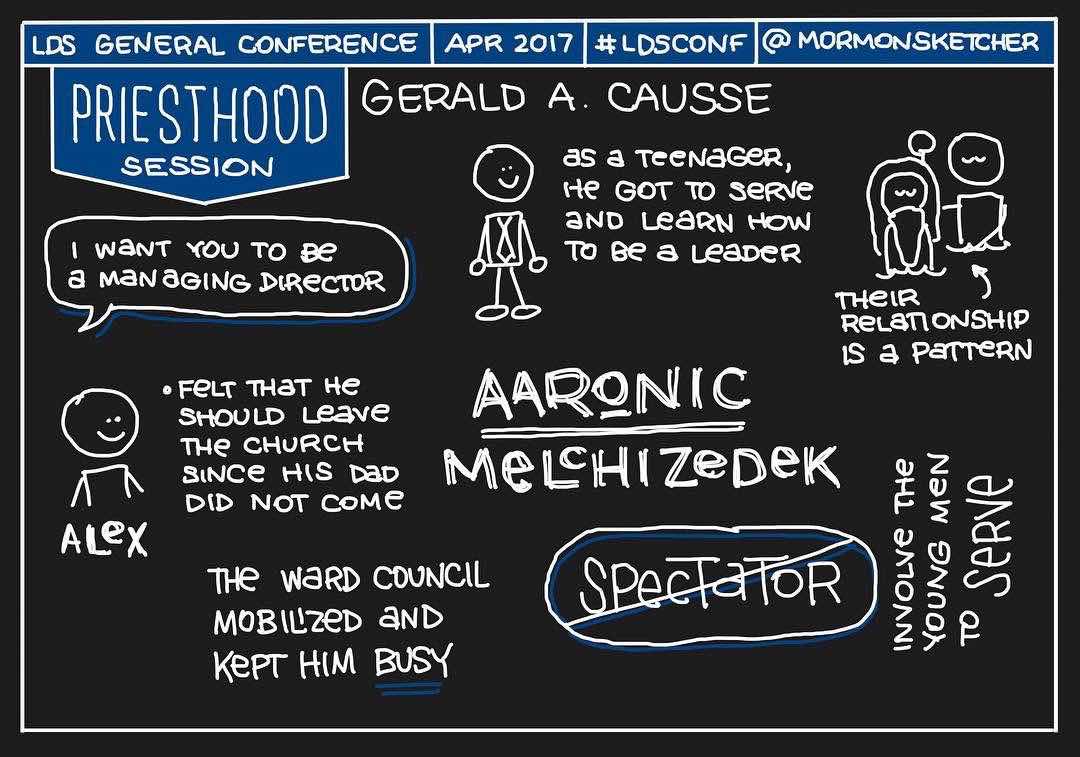 LDS GENERAL CONFERENCE APR 2017 #LDSCONF @MORMONSKETCHER
PRIESTHOOD
SESSION
GERALD A. CAUSSE
I WANT YOU TO BE
A MANAGING DIRECTOR
AS A TEENAGER,
HE GOT TO SERVE
AND LEARN HOW
TO BE A LEADER
THEIR
RELATIONSHIP
IS A PATTERN
• FELT THAT HE
SHOULD LEAVE
THE CHURCH
SINCE HIS DAD
DID NOT COME
ALEX
AARONIC
MELCHIZEDEK
THE WARD COUNCIL
MOBILIZED AND
KEPT HIM BUSY
SPECTATOR
INVOLVE THE
YOUNG MEN
TO SERVE